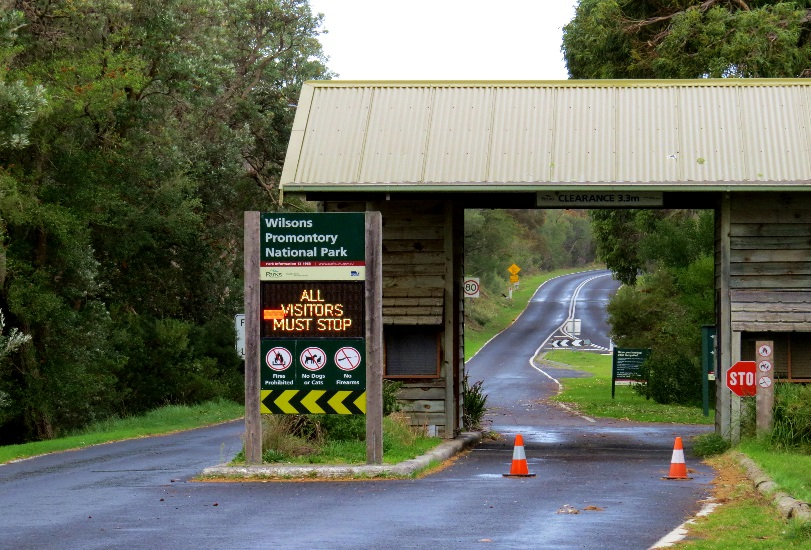 CLEARANCE 3.3m
Wilsons
Promontory
National Park
Parks
ALL
VISITORS
MUST STOP
Fires
Prohibited
No Dogs
or Cats
No
Firearms
80
STOP